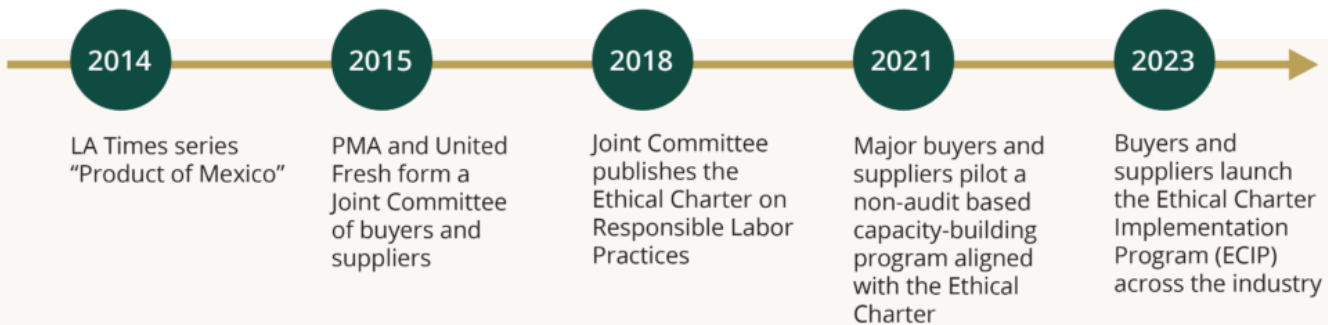 2014
2015
2018
2021
2023
LA Times series
“Product of Mexico”
PMA and United
Fresh form a
Joint Committee
of buyers and
suppliers
Joint Committee
publishes the
Ethical Charter on
Responsible Labor
Practices
Major buyers and
suppliers pilot a
non-audit based
capacity-building
program aligned
with the Ethical
Charter
Buyers and
suppliers launch
the Ethical Charter
Implementation
Program (ECIP)
across the industry